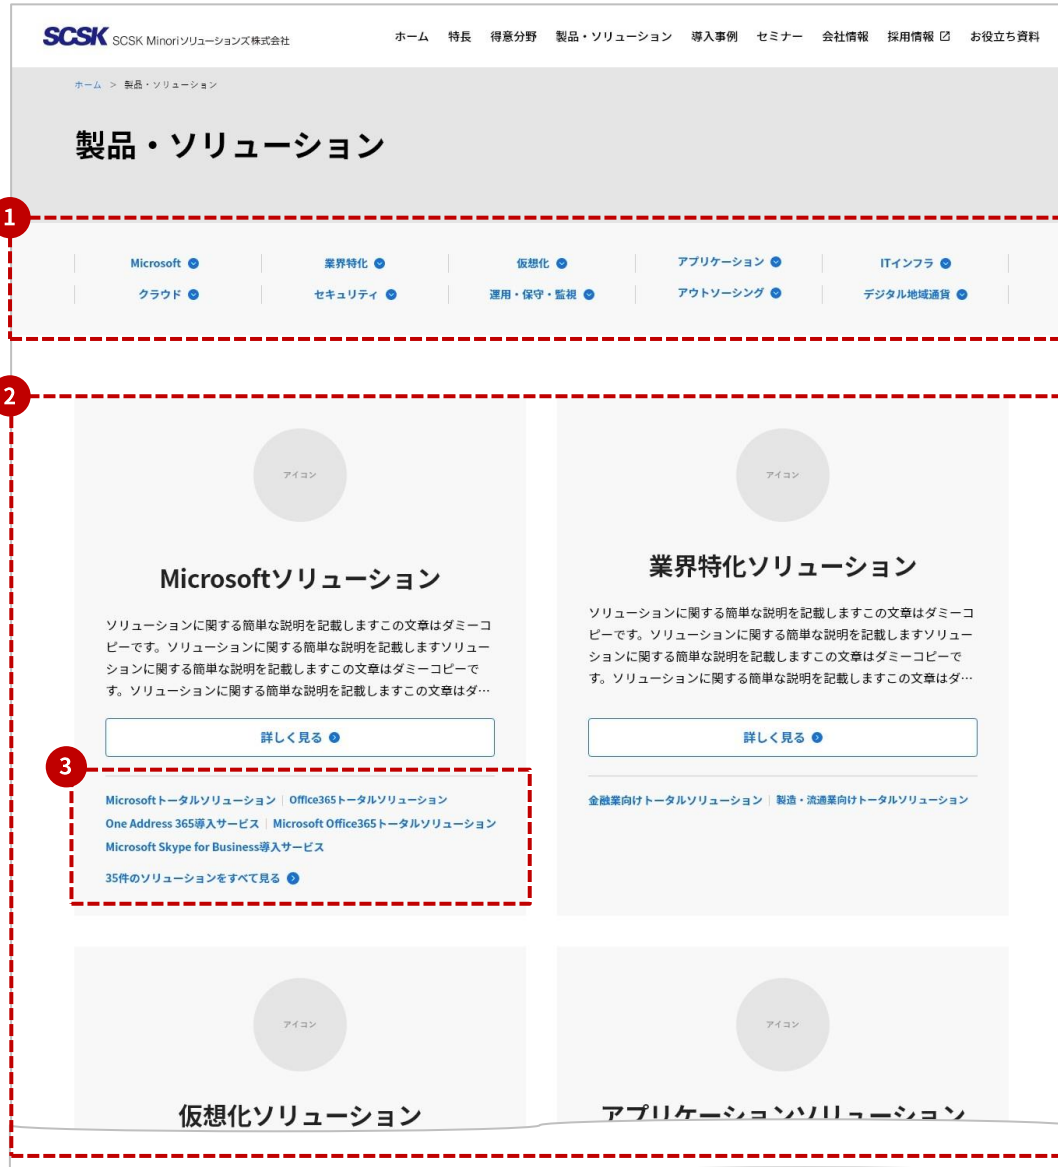 SCSK SCSK Minoriソリューションズ株式会社
ホーム 特長 得意分野 製品・ソリューション 導入事例 セミナー 会社情報 採用情報 お役立ち資料
ホーム > 製品・ソリューション
製品・ソリューション
1
Microsoft 業界特化 仮想化 アプリケーション ITインフラ
クラウド セキュリティ 運用・保守・監視 アウトソーシング デジタル地域通貨
2
アイコン
Microsoftソリューション
ソリューションに関する簡単な説明を記載しますこの文章はダミーコ
ピーです。ソリューションに関する簡単な説明を記載しますソリュー
ションに関する簡単な説明を記載しますこの文章はダミーコピーで
す。ソリューションに関する簡単な説明を記載しますこの文章はダ…
詳しく見る
3
Microsoftトータルソリューション | Office365トータルソリューション
One Address 365導入サービス | Microsoft Office365トータルソリューション
Microsoft Skype for Business導入サービス
35件のソリューションをすべて見る
アイコン
業界特化ソリューション
ソリューションに関する簡単な説明を記載しますこの文章はダミーコ
ピーです。ソリューションに関する簡単な説明を記載しますソリュー
ションに関する簡単な説明を記載しますこの文章はダミーコピーで
す。ソリューションに関する簡単な説明を記載しますこの文章はダ…
詳しく見る
金融業向けトータルソリューション | 製造・流通業向けトータルソリューション
アイコン
仮想化ソリューション
アイコン
アプリケーションソリューション